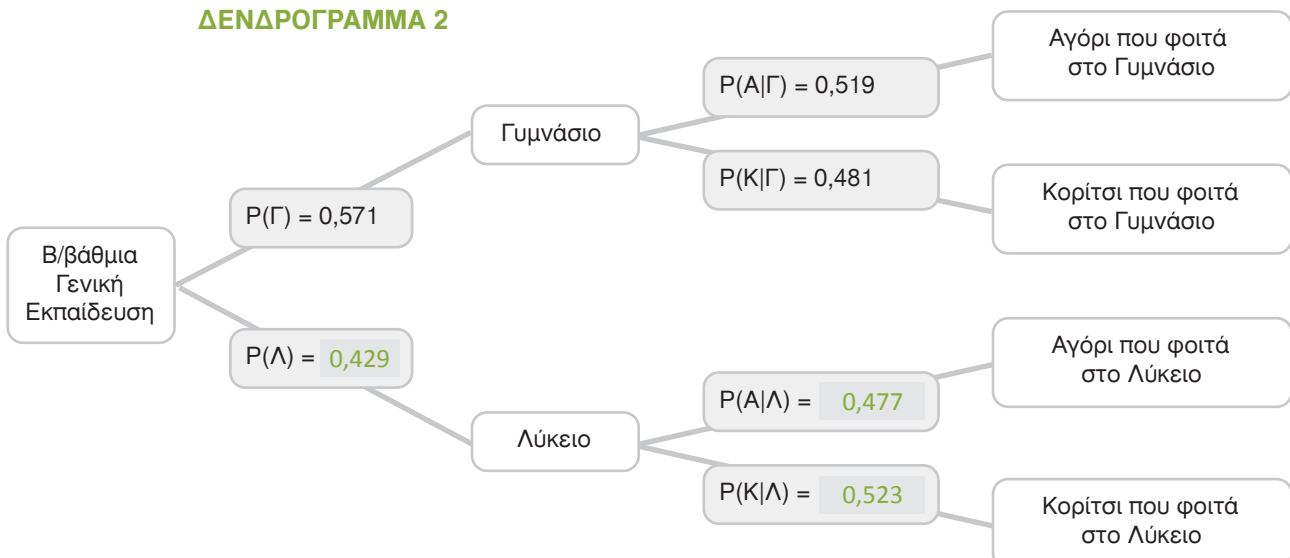 ΔΕΝΔΡΟΓΡΑΜΜΑ 2
Αγόρι που φοιτά
στο Γυμνάσιο
P(Α|Γ) = 0,519
Γυμνάσιο
P(Κ|Γ) = 0,481
Κορίτσι που φοιτά
στο Γυμνάσιο
P(Γ) = 0,571
Β/βάθμια
Γενική
Εκπαίδευση
P(Λ) = 0,429
Αγόρι που φοιτά
στο Λύκειο
P(Α|Λ) = 0,477
Λύκειο
P(Κ|Λ) = 0,523
Κορίτσι που φοιτά
στο Λύκειο